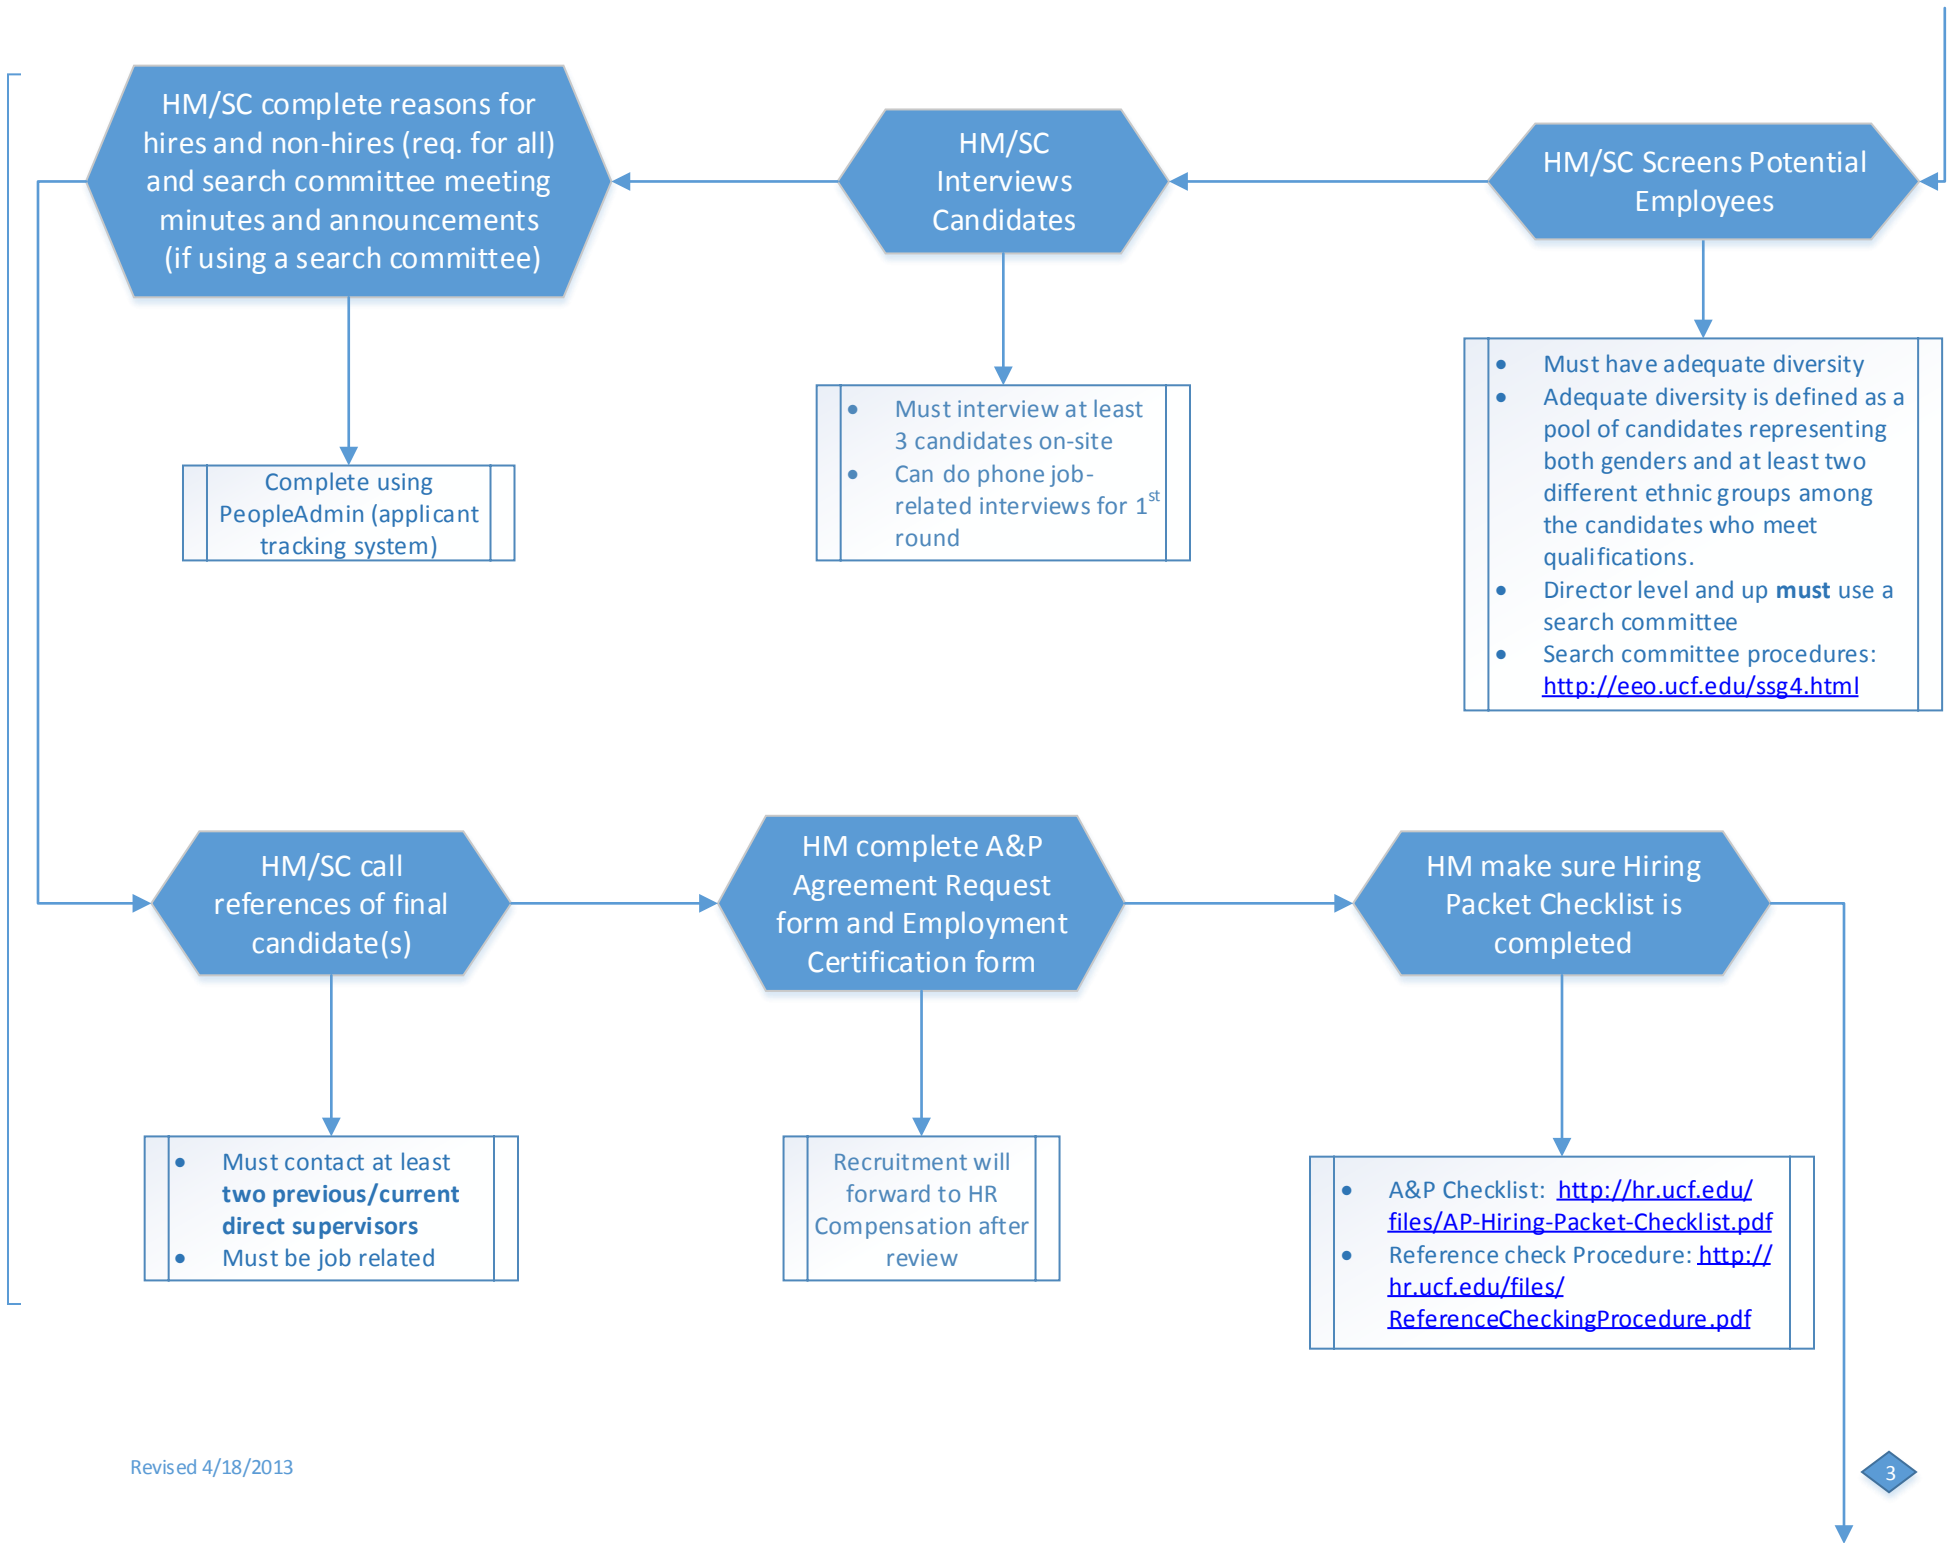 HM/SC complete reasons for
hires and non-hires (req. for all)
and search committee meeting
minutes and announcements
(if using a search committee)
HM/SC
Interviews
Candidates
HM/SC Screens Potential
Employees
Complete using
PeopleAdmin (applicant
tracking system)
• Must interview at least
3 candidates on-site
• Can do phone job-
related interviews for 1st
round
• Must have adequate diversity
• Adequate diversity is defined as a
pool of candidates representing
both genders and at least two
different ethnic groups among
the candidates who meet
qualifications.
• Director level and up must use a
search committee
• Search committee procedures:
http://eeo.ucf.edu/ssg4.html
HM/SC call
references of final
candidate(s)
HM complete A&P
Agreement Request
form and Employment
Certification form
HM make sure Hiring
Packet Checklist is
completed
• Must contact at least
two previous/current
direct supervisors
• Must be job related
Recruitment will
forward to HR
Compensation after
review
• A&P Checklist: http://hr.ucf.edu/
files/AP-Hiring-Packet-Checklist.pdf
• Reference check Procedure: http://
hr.ucf.edu/files/
ReferenceCheckingProcedure.pdf
Revised 4/18/2013
3